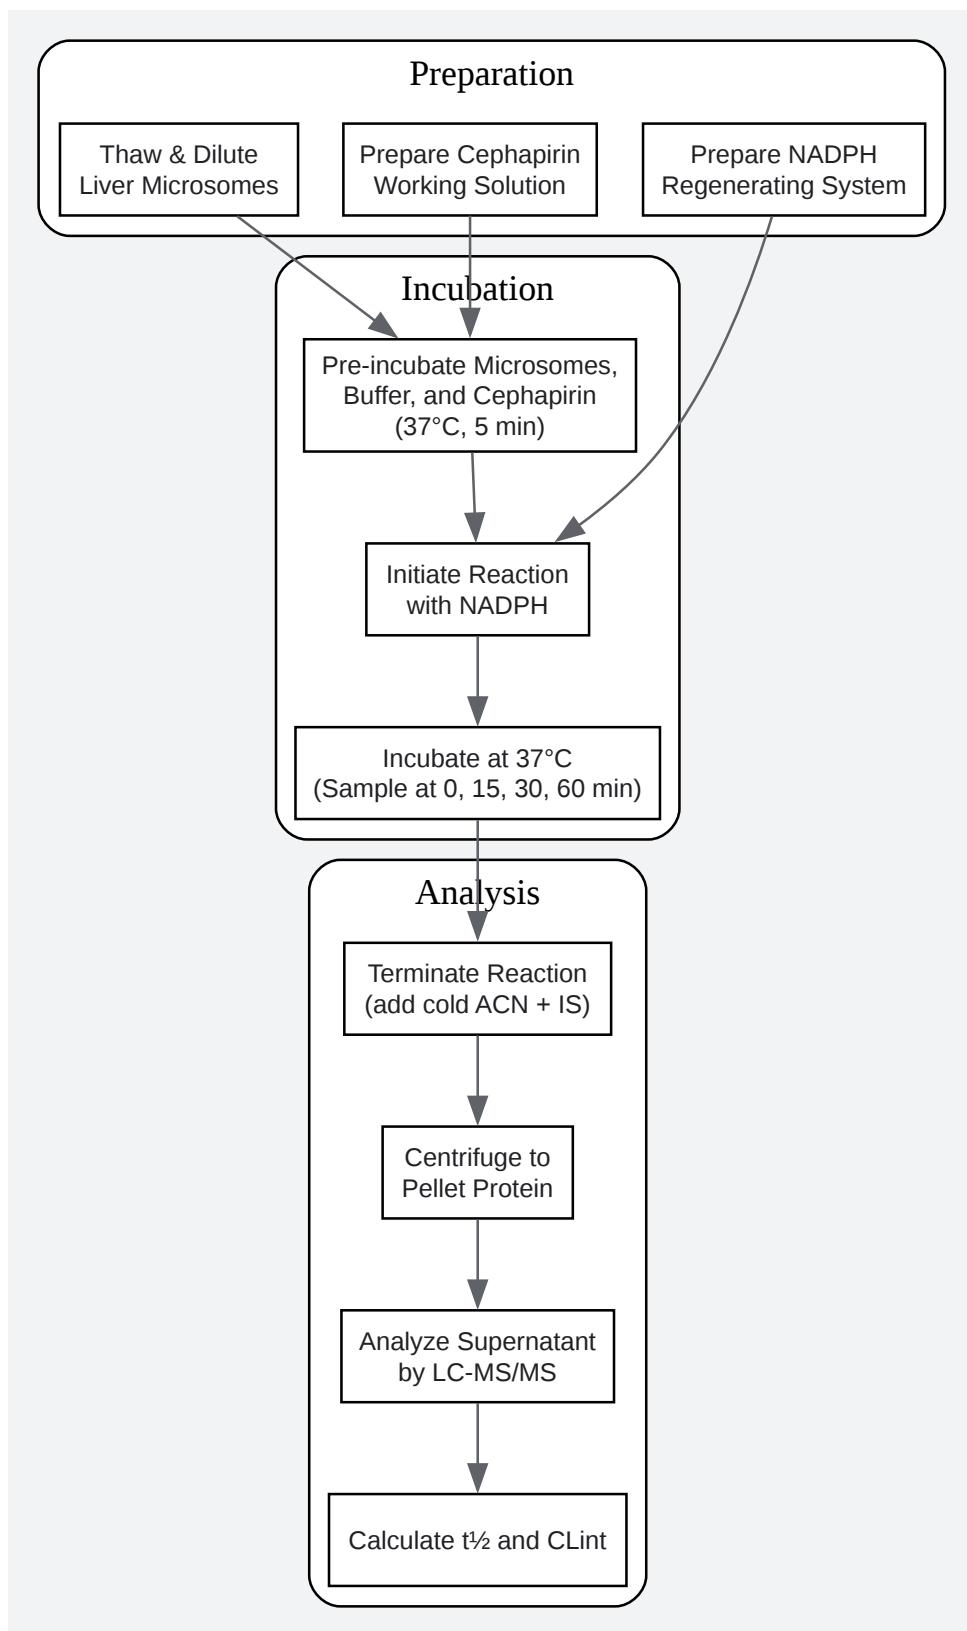 Preparation
Thaw & Dilute
Liver Microsomes
Prepare Cephapirin
Working Solution
Prepare NADPH
Regenerating System
Incubation
Pre-incubate Microsomes,
Buffer, and Cephapirin
(37°C, 5 min)
Initiate Reaction
with NADPH
Incubate at 37°C
(Sample at 0, 15, 30, 60 min)
Analysis
Terminate Reaction
(add cold ACN + IS)
Centrifuge to
Pellet Protein
Analyze Supernatant
by LC-MS/MS
Calculate t½ and CLint